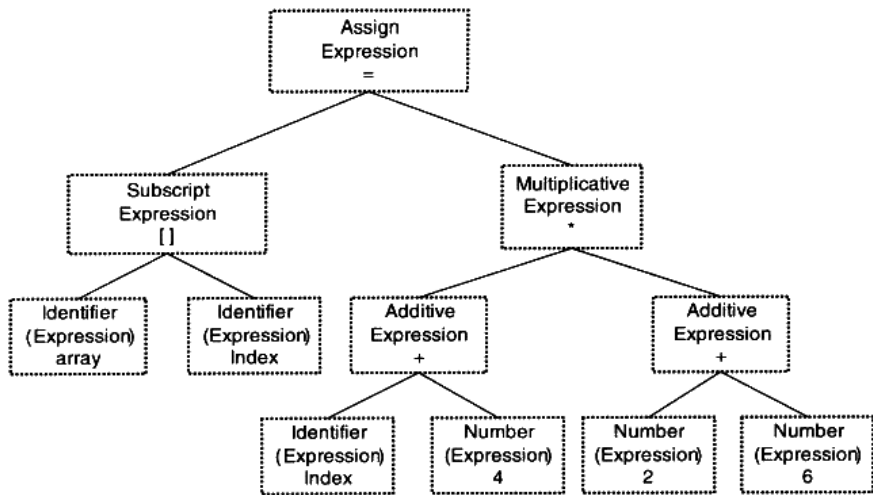 Assign
Expression
=
Subscript
Expression
[ ]
Multiplicative
Expression
*
Identifier
(Expression)
array
Identifier
(Expression)
Index
Additive
Expression
+
Additive
Expression
+
Identifier
(Expression)
Index
Number
(Expression)
4
Number
(Expression)
2
Number
(Expression)
6